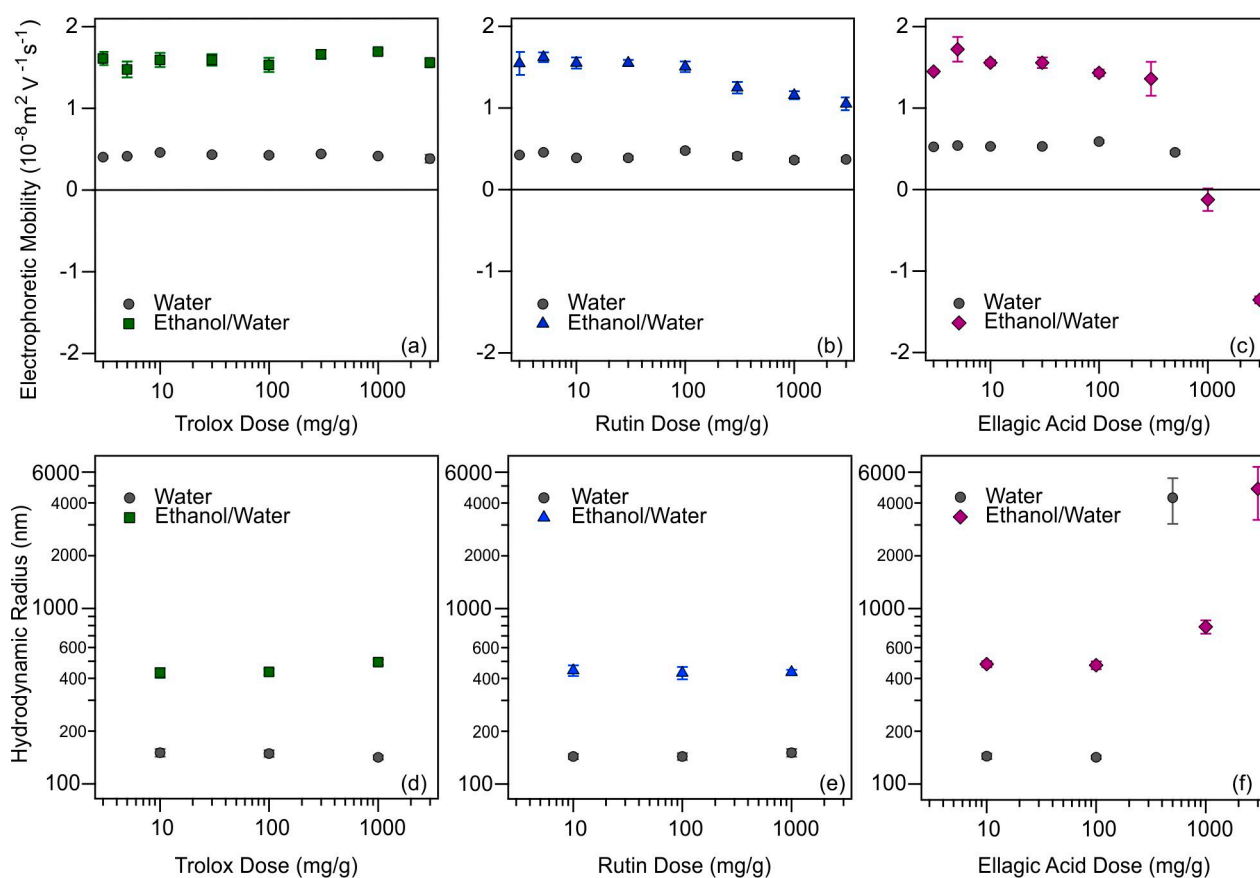 Electrophoretic Mobility (10⁻⁸m² V⁻¹s⁻¹)
2
1
0
-1
-2
Water
Ethanol/Water
(a)
10
100
1000
Trolox Dose (mg/g)
2
1
0
-1
-2
Water
Ethanol/Water
(b)
10
100
1000
Rutin Dose (mg/g)
2
1
0
-1
-2
Water
Ethanol/Water
(c)
10
100
1000
Ellagic Acid Dose (mg/g)
Hydrodynamic Radius (nm)
6000
4000
2000
1000
600
400
200
100
Water
Ethanol/Water
(d)
10
100
1000
Trolox Dose (mg/g)
6000
4000
2000
1000
600
400
200
100
Water
Ethanol/Water
(e)
10
100
1000
Rutin Dose (mg/g)
6000
4000
2000
1000
600
400
200
100
Water
Ethanol/Water
(f)
10
100
1000
Ellagic Acid Dose (mg/g)